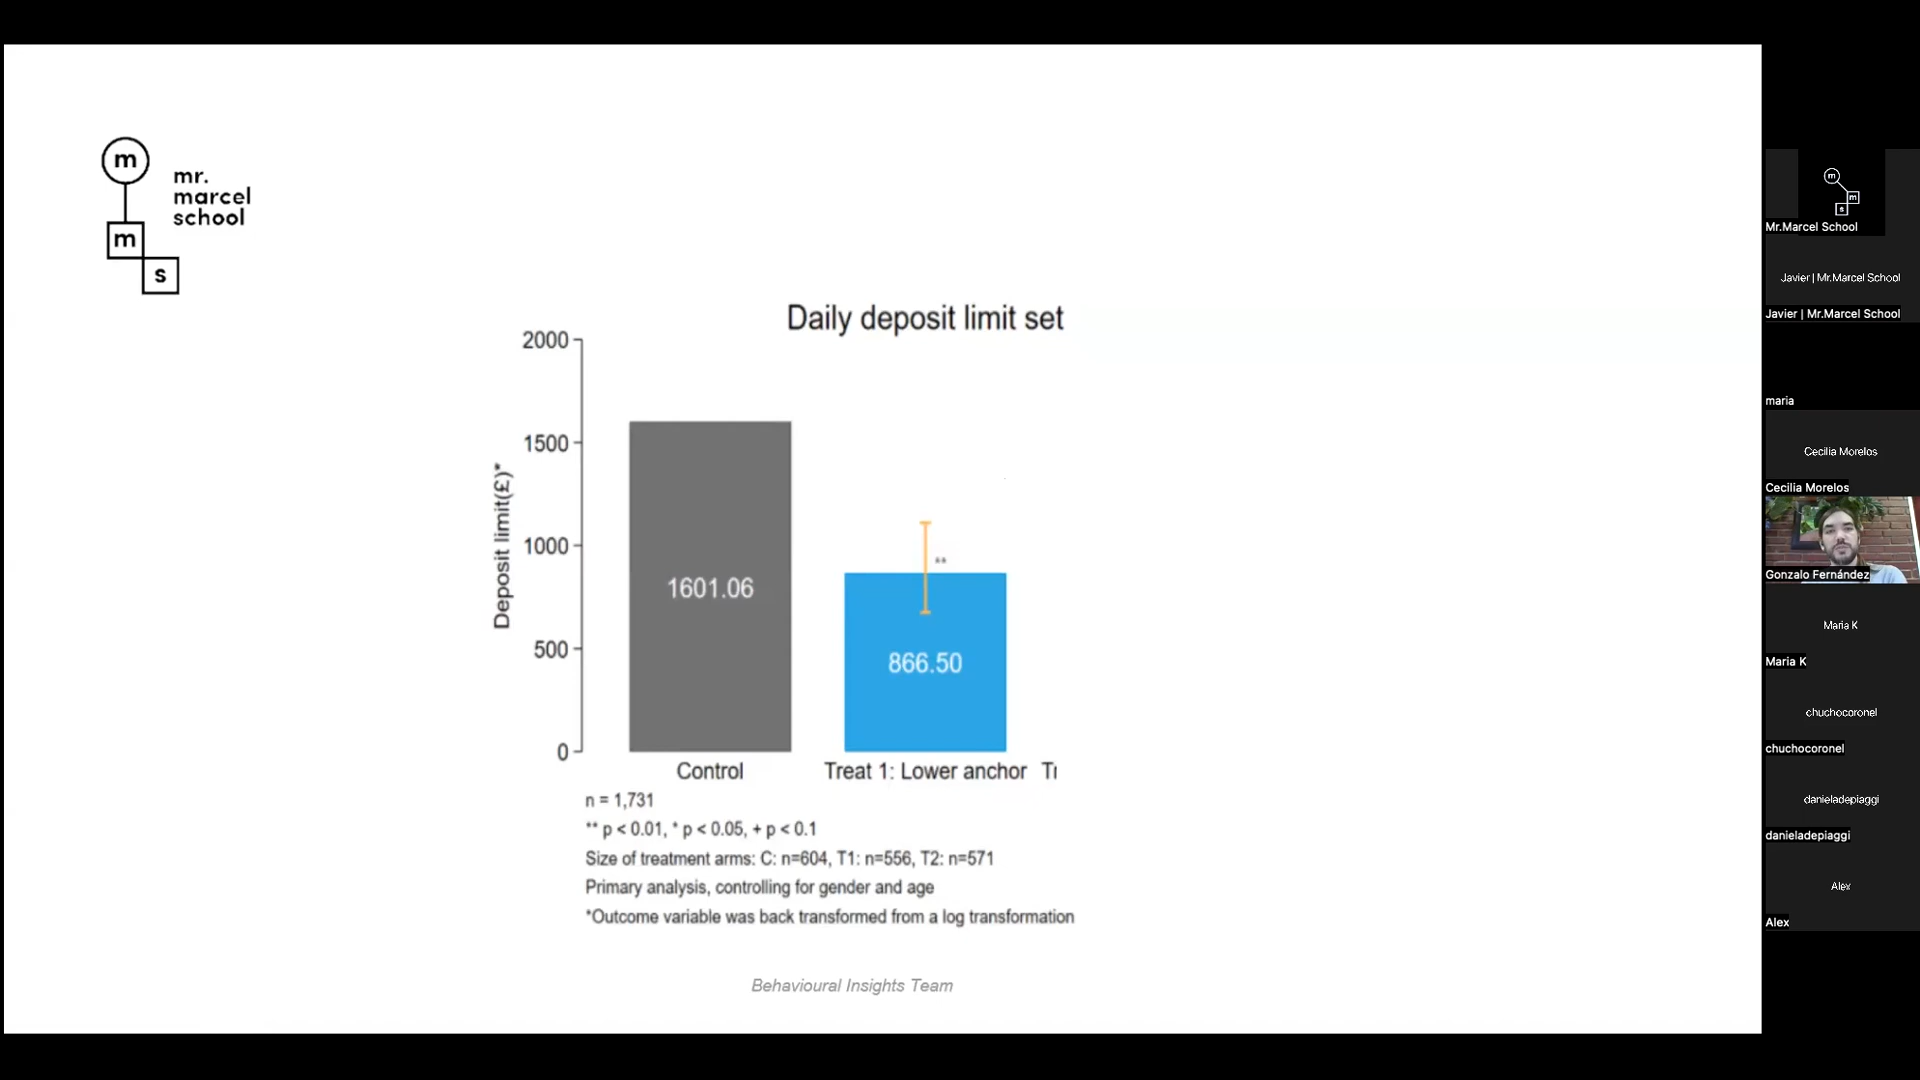 m
m
s
mr.
marcel
school
Daily deposit limit set
Deposit limit(£)*
2000
1500
1000
500
0
1601.06
**
866.50
Control
Treat 1: Lower anchor
n = 1,731
** p < 0.01, * p < 0.05, + p < 0.1
Size of treatment arms: C: n=604, T1: n=556, T2: n=571
Primary analysis, controlling for gender and age
*Outcome variable was back transformed from a log transformation
Behavioural Insights Team
m
m
s
Mr.Marcel School
Javier | Mr.Marcel School
Javier | Mr.Marcel School
maria
Cecilia Morelos
Cecilia Morelos
Gonzalo Fernández
Maria K
Maria K
chuchocoronel
chuchocoronel
danieladepiaggi
danieladepiaggi
Alex
Alex